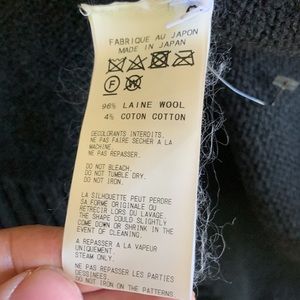 FABRIQUE AU JAPON
MADE IN JAPAN
F
W
96% LAINE WOOL
4% COTON COTTON
DECOLORANTS INTERDITS.
NE PAS FAIRE SECHER A LA
MACHINE.
NE PAS REPASSER.
DO NOT BLEACH.
DO NOT TUMBLE DRY.
DO NOT IRON.
LA SILHOUETTE PEUT PERDRE
SA FORME ORIGINALE OU
RETRECIR LORS DU LAVAGE.
THE SHAPE COULD SLIGHTLY
COME DOWN OR SHRINK IN THE
EVENT OF CLEANING.
A REPASSER A LA VAPEUR
UNIQUEMENT.
STEAM ONLY.
NE PAS REPASSER LES PARTIES
DESSINEES.
DO NOT IRON ON THE PATTERNS